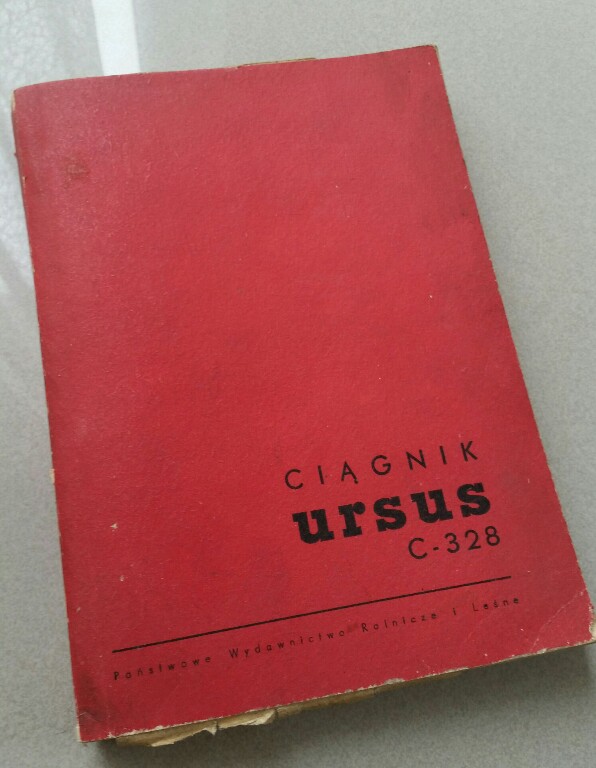 CIĄGNIK
ursus
C-328
Państwowe Wydawnictwo Rolnicze i Leśne